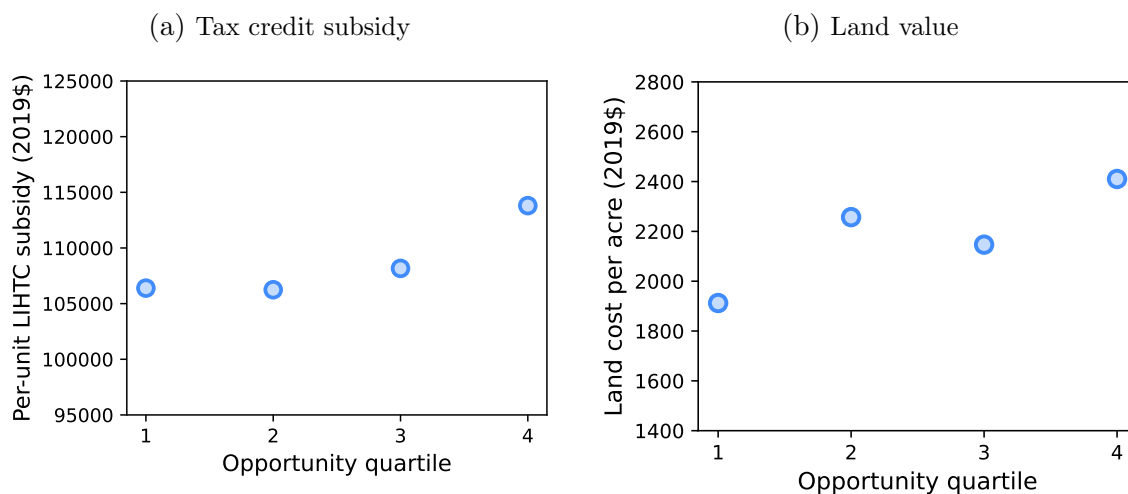 (a) Tax credit subsidy
Per-unit LIHTC subsidy (2019$)
125000
120000
115000
110000
105000
100000
95000
1 2 3 4
Opportunity quartile
(b) Land value
Land cost per acre (2019$)
2800
2600
2400
2200
2000
1800
1600
1400
1 2 3 4
Opportunity quartile